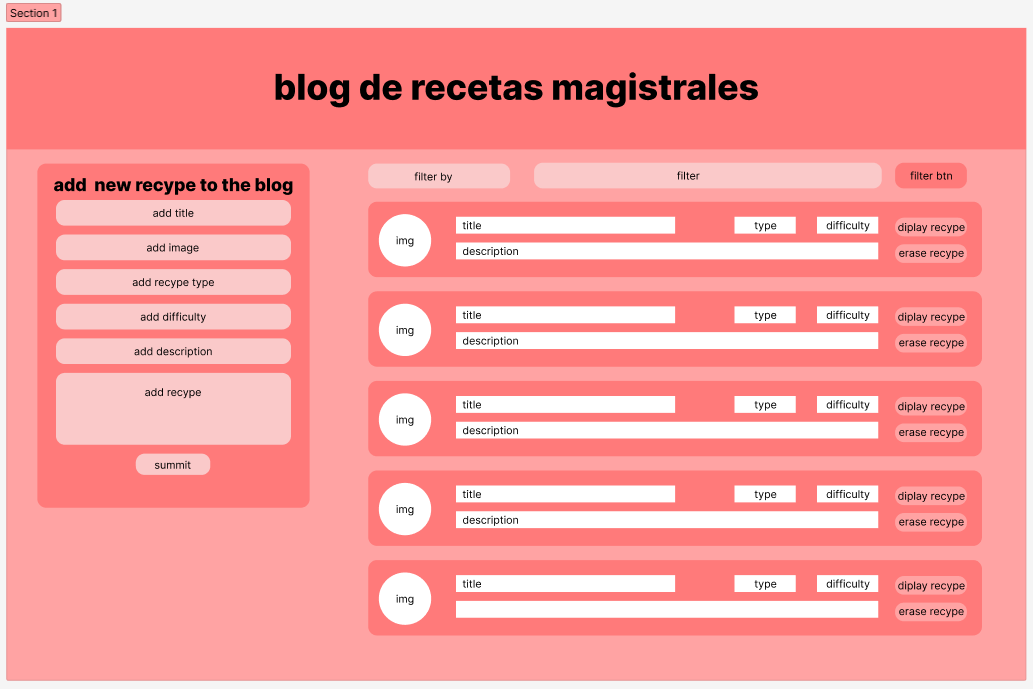 Section 1
blog de recetas magistrales
add new recype to the blog
add title
add image
add recype type
add difficulty
add description
add recype
summit
filter by
filter
filter btn
img
title
type
difficulty
diplay recype
description
erase recype
img
title
type
difficulty
diplay recype
description
erase recype
img
title
type
difficulty
diplay recype
description
erase recype
img
title
type
difficulty
diplay recype
description
erase recype
img
title
type
difficulty
diplay recype
erase recype